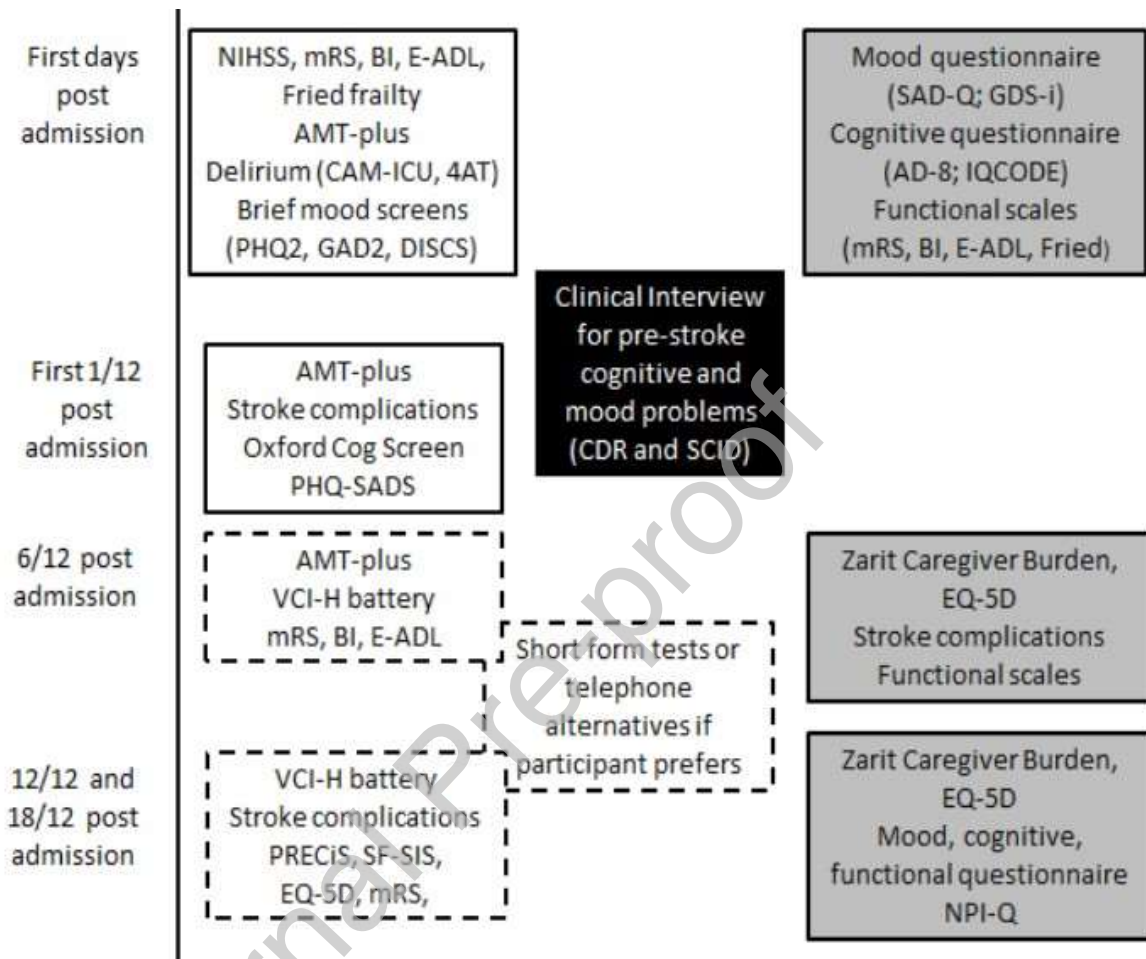 First days
post
admission
NIHSS, mRS, BI, E-ADL,
Fried frailty
AMT-plus
Delirium (CAM-ICU, 4AT)
Brief mood screens
(PHQ2, GAD2, DISCS)
Mood questionnaire
(SAD-Q; GDS-i)
Cognitive questionnaire
(AD-8; IQCODE)
Functional scales
(mRS, BI, E-ADL, Fried)
Clinical Interview
for pre-stroke
cognitive and
mood problems
(CDR and SCID)
First 1/12
post
admission
AMT-plus
Stroke complications
Oxford Cog Screen
PHQ-SADS
6/12 post
admission
AMT-plus
VCI-H battery
mRS, BI, E-ADL
Short form tests or
telephone
alternatives if
participant prefers
Zarit Caregiver Burden,
EQ-5D
Stroke complications
Functional scales
12/12 and
18/12 post
admission
VCI-H battery
Stroke complications
PRECiS, SF-SIS,
EQ-5D, mRS,
Zarit Caregiver Burden,
EQ-5D
Mood, cognitive,
functional questionnaire
NPI-Q
rnal Pre-proof